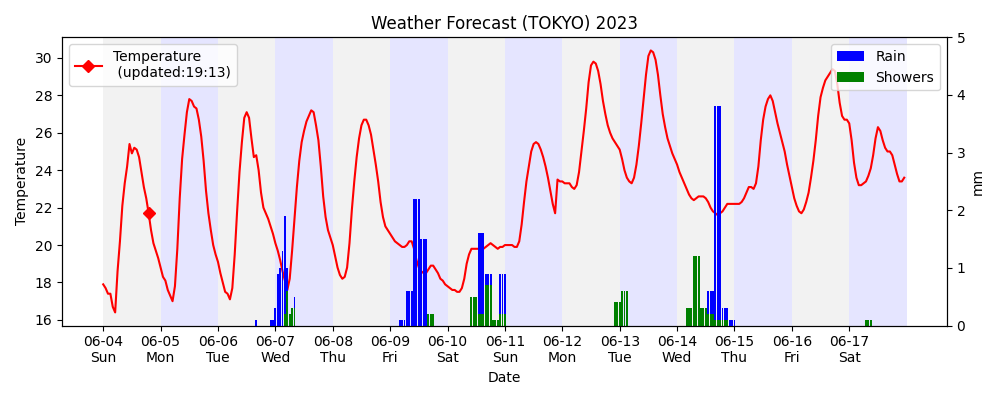 Weather Forecast (TOKYO) 2023
Temperature
(updated:19:13)
Rain
Showers
Temperature
30
28
26
24
22
20
18
16
5
4
3
2
1
0
mm
06-04 06-05 06-06 06-07 06-08 06-09 06-10 06-11 06-12 06-13 06-14 06-15 06-16 06-17
Sun Mon Tue Wed Thu Fri Sat Sun Mon Tue Wed Thu Fri Sat
Date